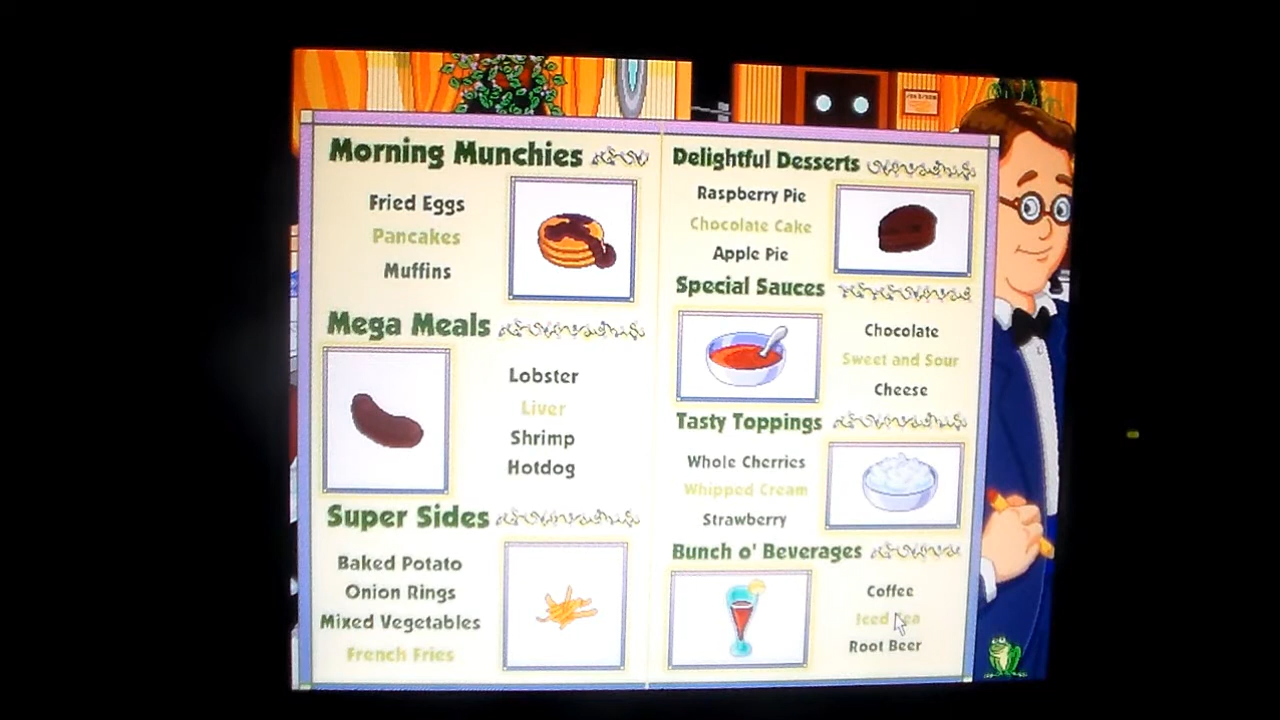 Morning Munchies
Fried Eggs
Pancakes
Muffins
Mega Meals
Lobster
Liver
Shrimp
Hotdog
Super Sides
Baked Potato
Onion Rings
Mixed Vegetables
French Fries
Delightful Desserts
Raspberry Pie
Chocolate Cake
Apple Pie
Special Sauces
Chocolate
Sweet and Sour
Cheese
Tasty Toppings
Whole Cherries
Whipped Cream
Strawberry
Bunch o' Beverages
Coffee
Iced Tea
Root Beer